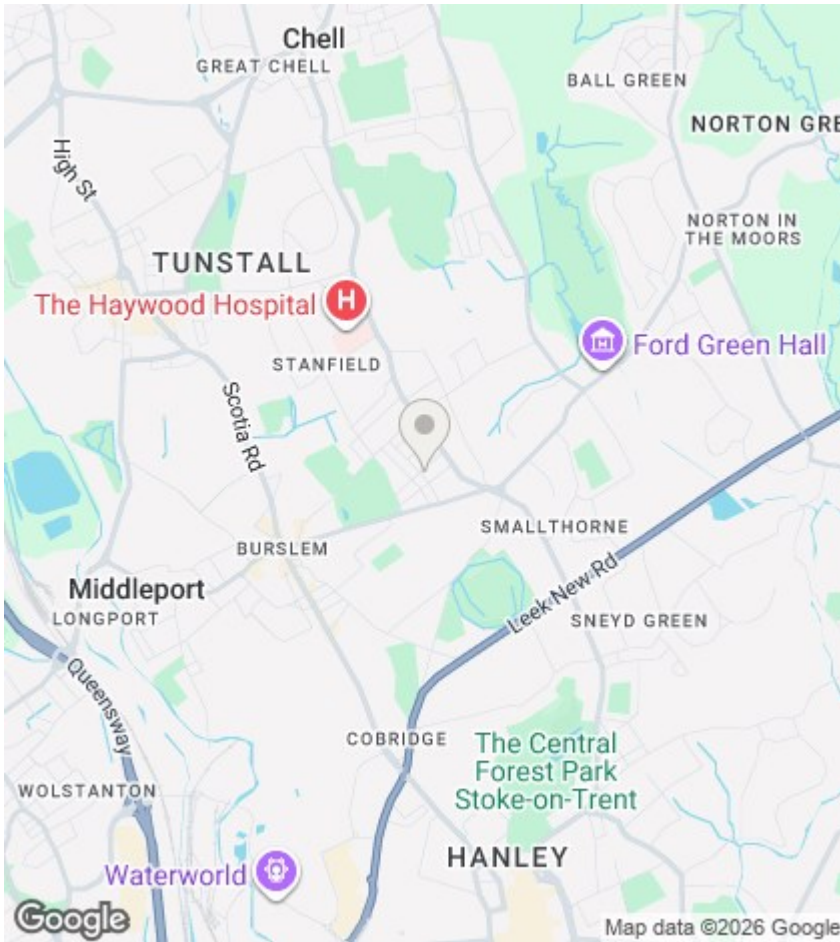 Chell
GREAT CHELL
BALL GREEN
NORTON GRE
High St
NORTON IN
THE MOORS
TUNSTALL
The Haywood Hospital
H
Ford Green Hall
STANFIELD
Scotia Rd
SMALLTHORNE
BURSLEM
Middleport
LONGPORT
Leek New Rd
SNEYD GREEN
Queensway
COBRIDGE
The Central
Forest Park
Stoke-on-Trent
WOLSTANTON
HANLEY
Waterworld
Google
Map data ©2026 Google